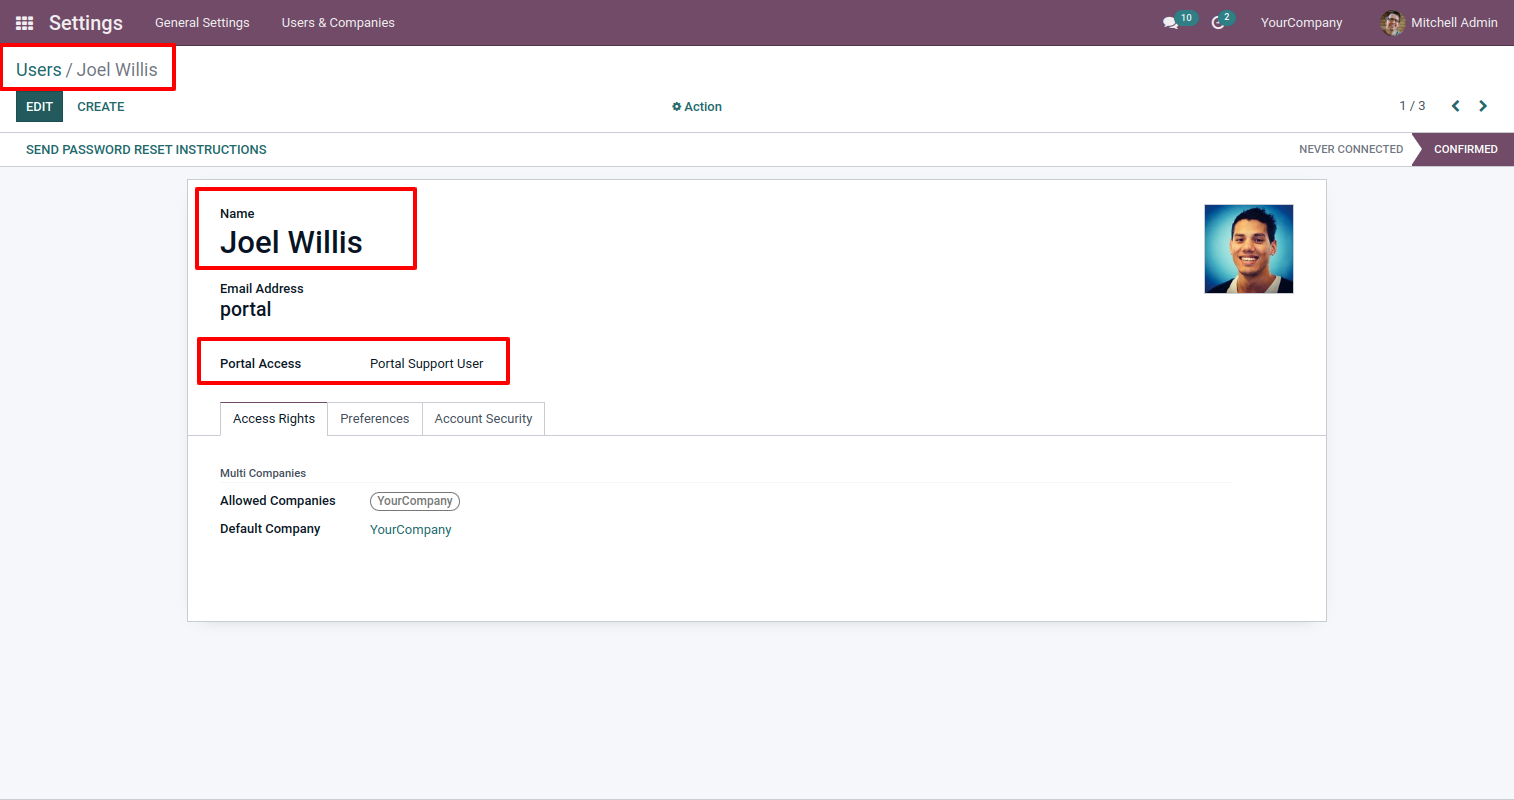 Settings General Settings Users & Companies 10 2 YourCompany Mitchell Admin
Users / Joel Willis
EDIT CREATE Action 1 / 3
SEND PASSWORD RESET INSTRUCTIONS NEVER CONNECTED CONFIRMED
Name
Joel Willis
Email Address
portal
Portal Access Portal Support User
Access Rights Preferences Account Security
Multi Companies
Allowed Companies YourCompany
Default Company YourCompany